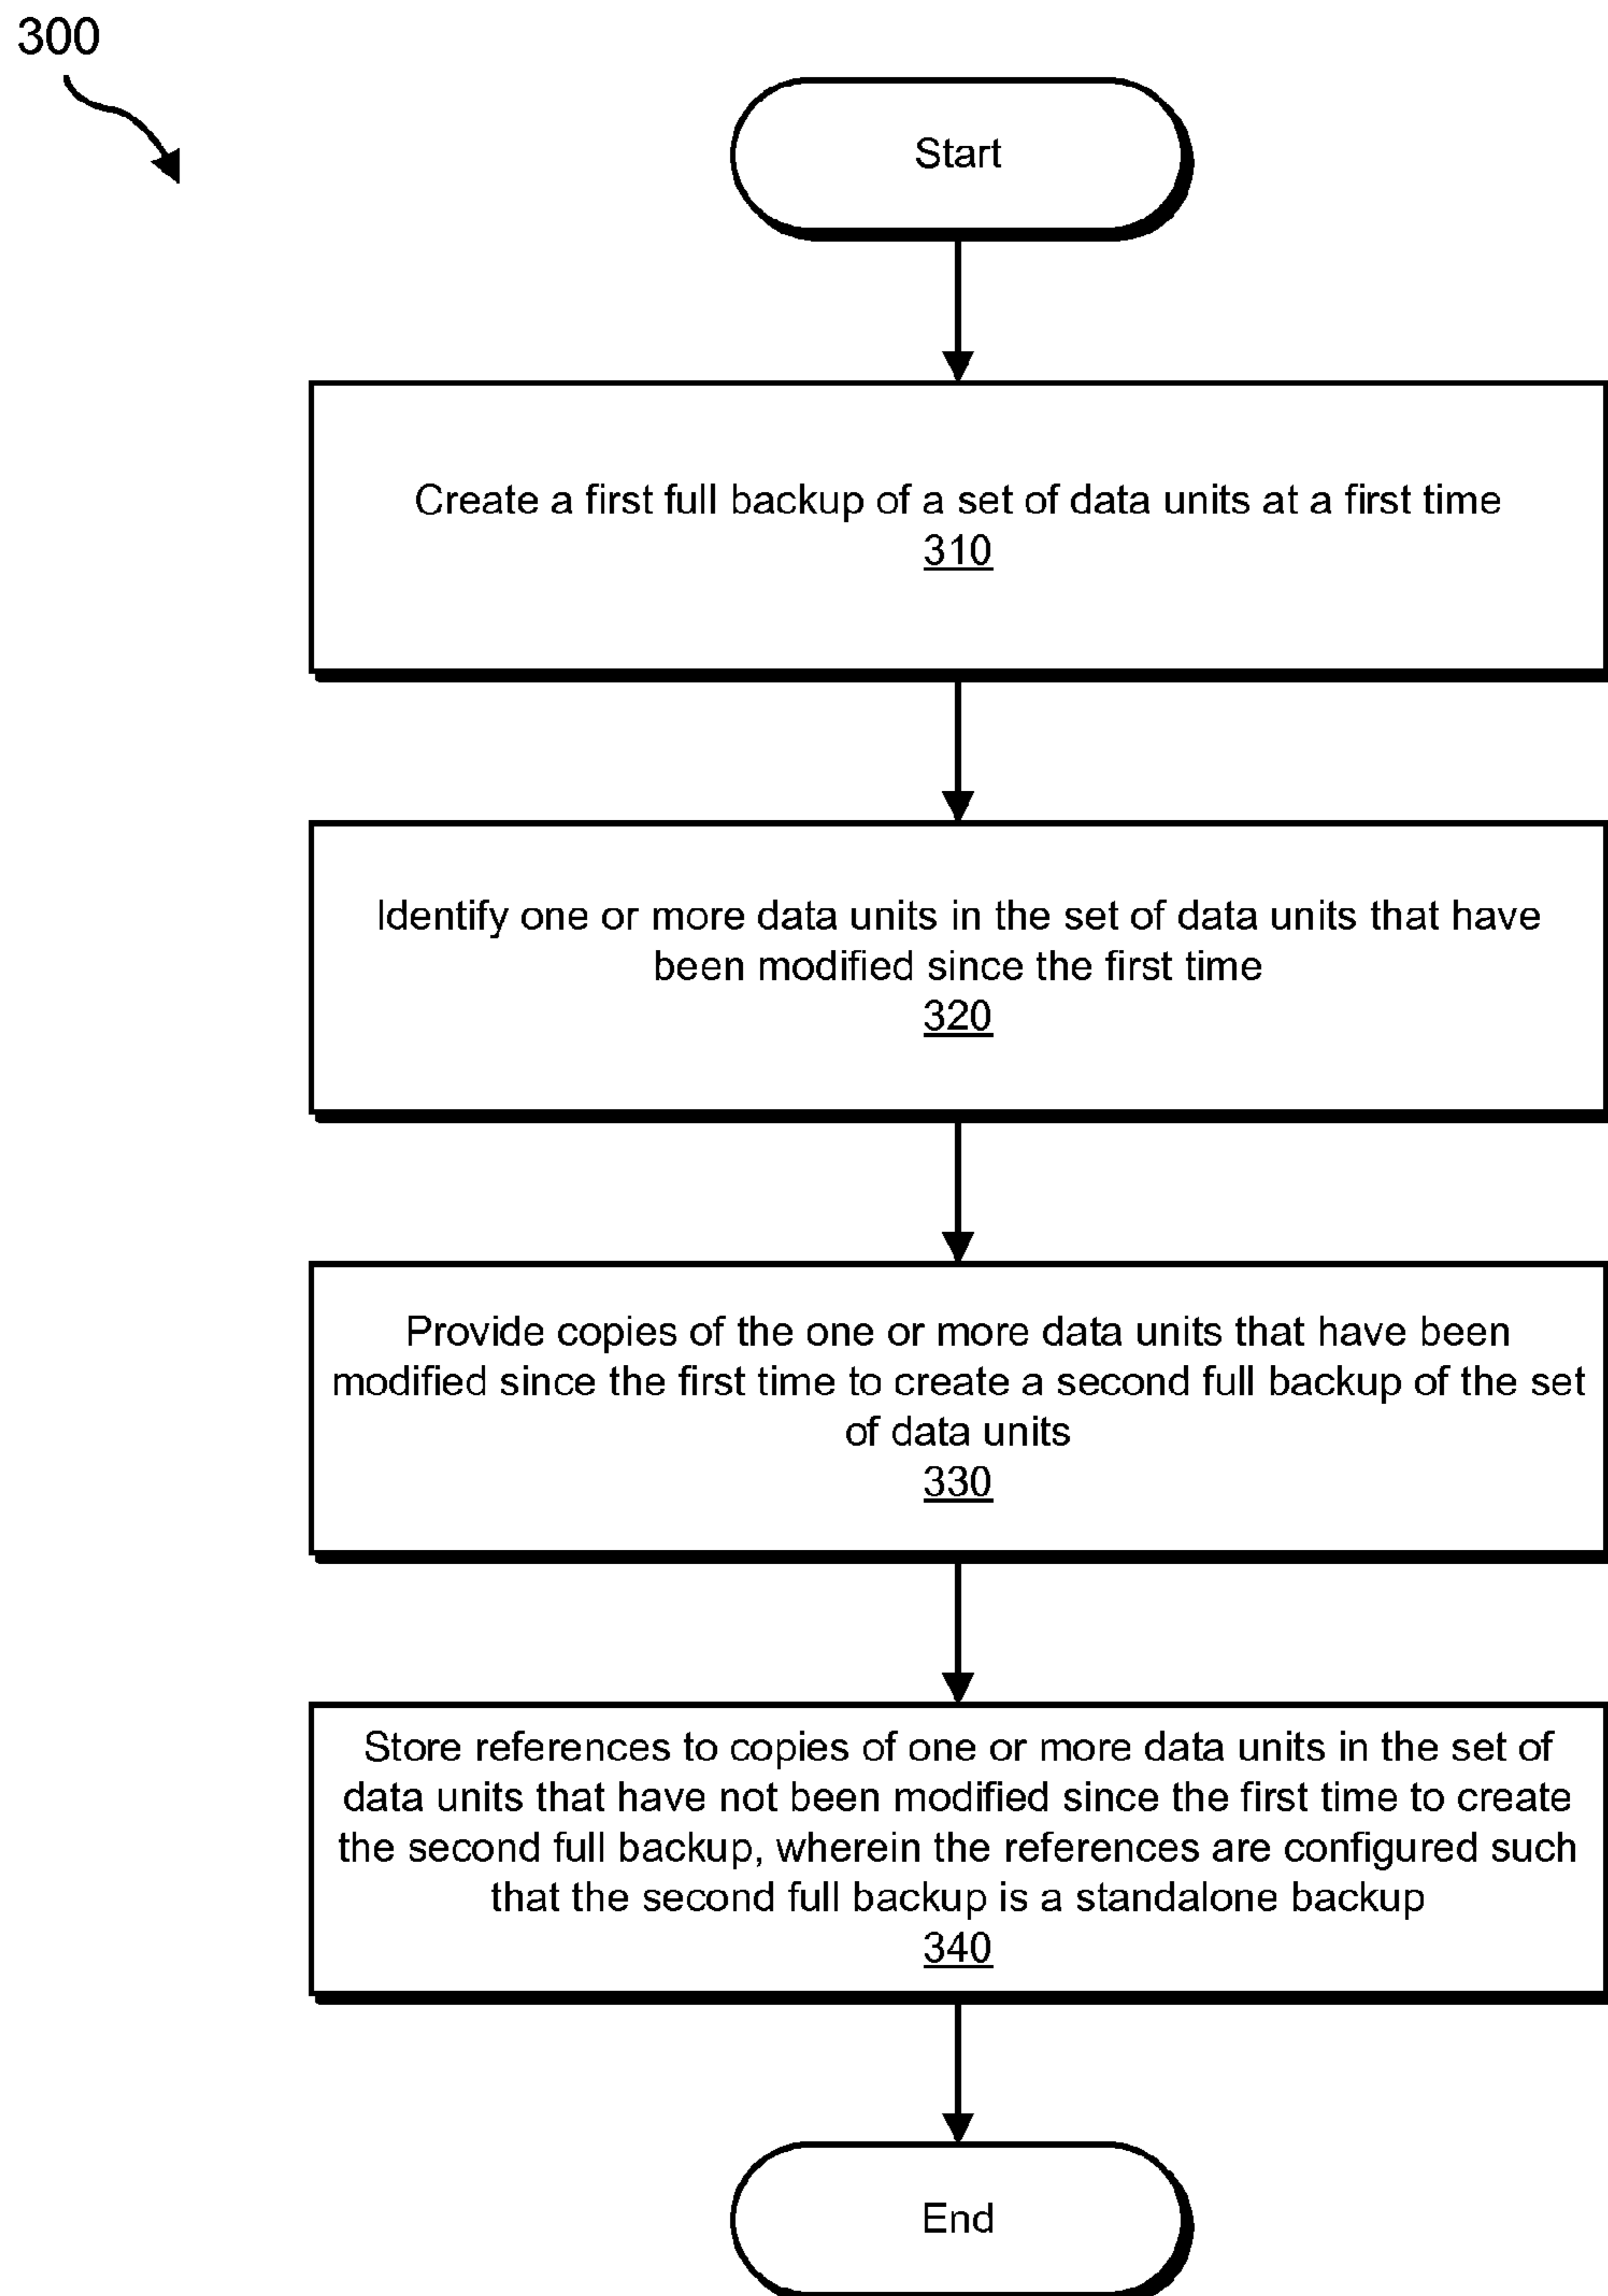 300
Start
Create a first full backup of a set of data units at a first time
310
Identify one or more data units in the set of data units that have
been modified since the first time
320
Provide copies of the one or more data units that have been
modified since the first time to create a second full backup of the set
of data units
330
Store references to copies of one or more data units in the set of
data units that have not been modified since the first time to create
the second full backup, wherein the references are configured such
that the second full backup is a standalone backup
340
End